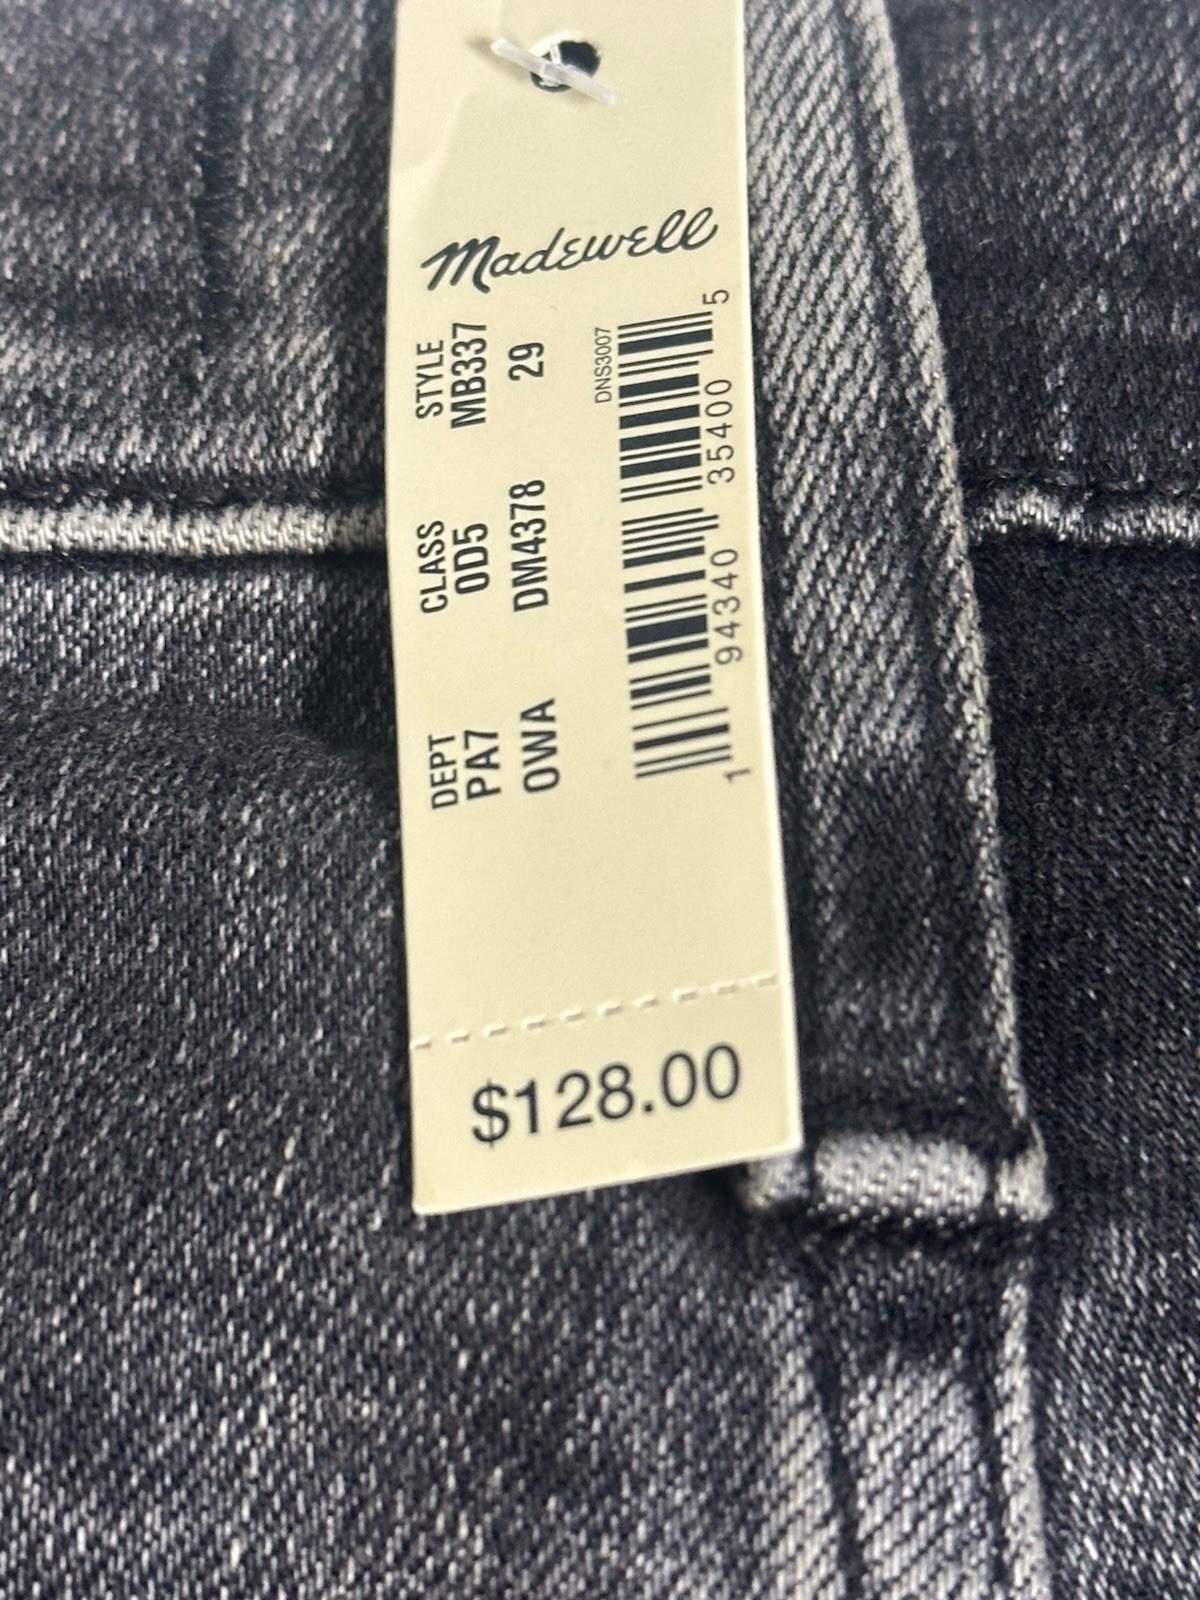 Madewell
DEPT CLASS STYLE
PA7 0D5 MB337
OWA DM4378 29
DNS3007
1 94340 35400 5
$128.00